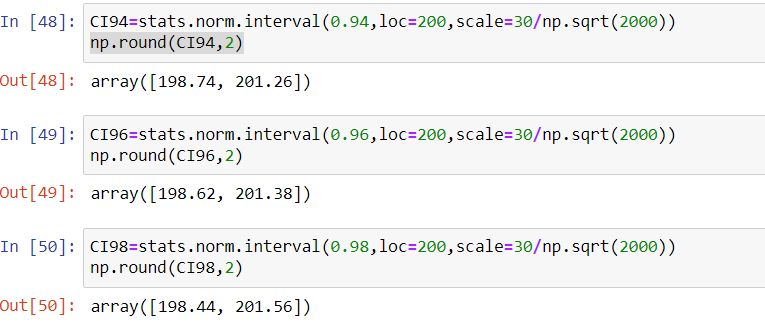 In [48]: CI94=stats.norm.interval(0.94,loc=200,scale=30/np.sqrt(2000))
np.round(CI94,2)
Out[48]: array([198.74, 201.26])
In [49]: CI96=stats.norm.interval(0.96,loc=200,scale=30/np.sqrt(2000))
np.round(CI96,2)
Out[49]: array([198.62, 201.38])
In [50]: CI98=stats.norm.interval(0.98,loc=200,scale=30/np.sqrt(2000))
np.round(CI98,2)
Out[50]: array([198.44, 201.56])